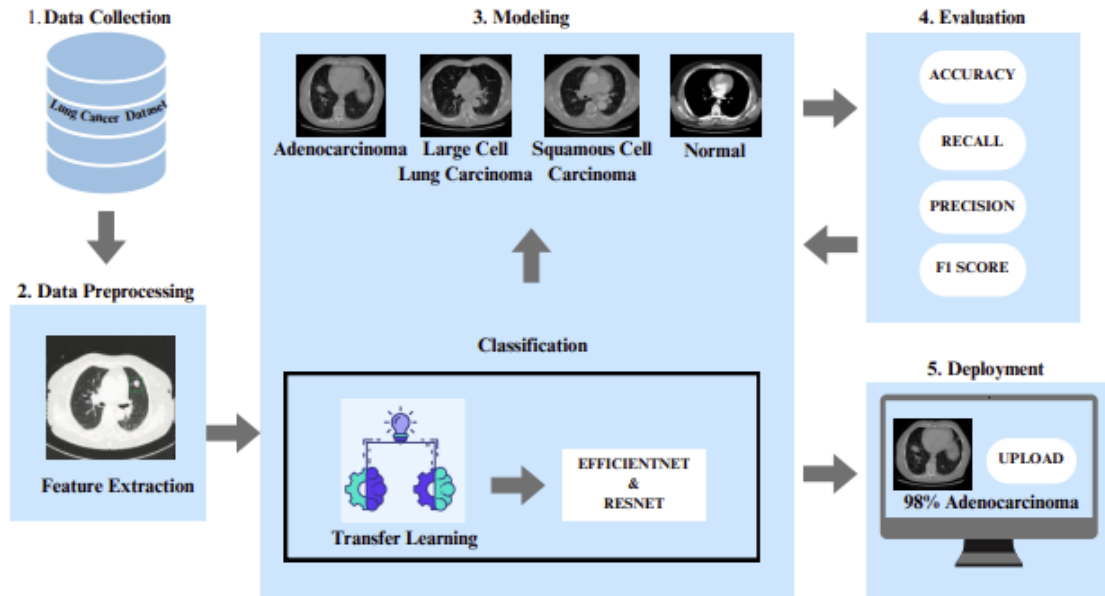 1. Data Collection
Lung Cancer Dataset
2. Data Preprocessing
Feature Extraction
3. Modeling
Adenocarcinoma
Large Cell
Lung Carcinoma
Squamous Cell
Carcinoma
Normal
Classification
Transfer Learning
EFFICIENTNET
&
RESNET
4. Evaluation
ACCURACY
RECALL
PRECISION
F1 SCORE
5. Deployment
UPLOAD
98% Adenocarcinoma